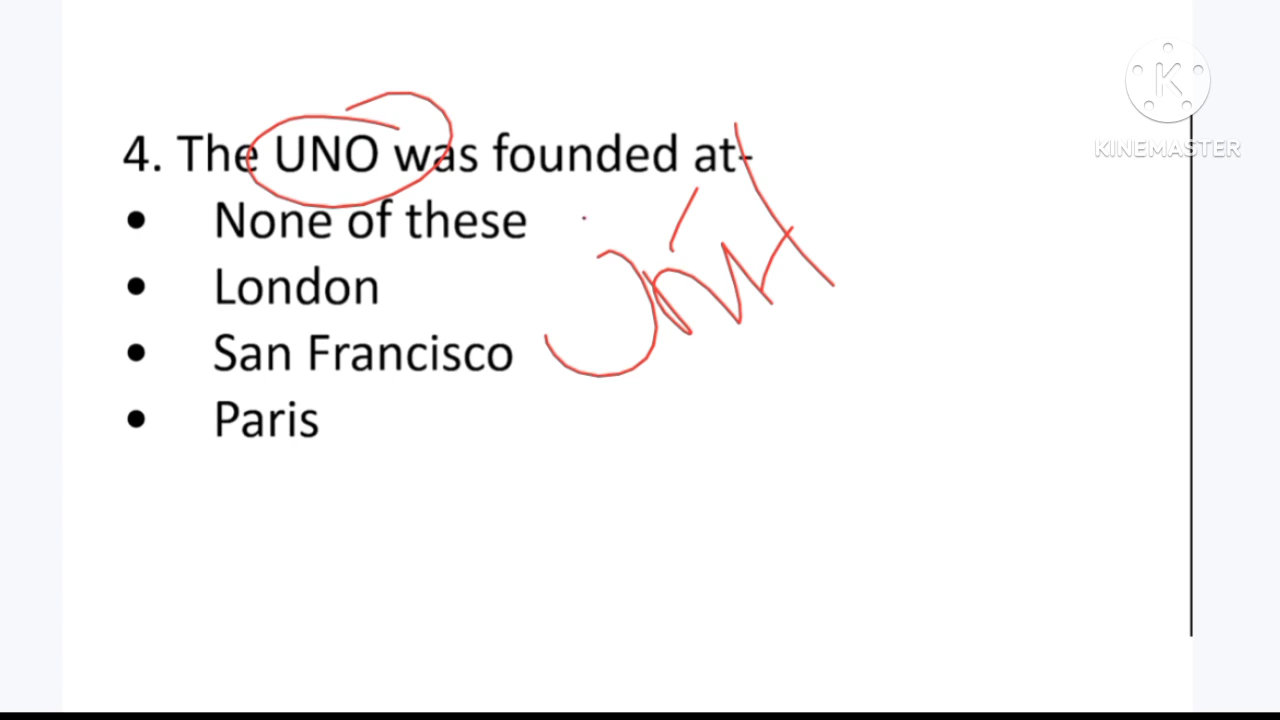 4. The UNO was founded at-
• None of these
• London
• San Francisco
• Paris
KINEMASTER